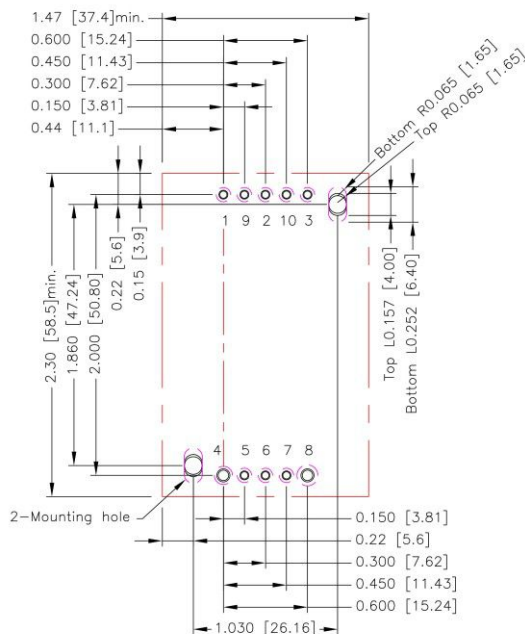 1.47 [37.4]min.
0.600 [15.24]
0.450 [11.43]
0.300 [7.62]
0.150 [3.81]
0.44 [11.1]
Bottom R0.065 [1.65]
Top R0.065 [1.65]
1 9 2 10 3
2.30 [58.5]min.
1.860 [47.24]
2.000 [50.80]
0.22 [5.6]
0.15 [3.9]
Top L0.157 [4.00]
Bottom L0.252 [6.40]
4 5 6 7 8
2-Mounting hole
0.150 [3.81]
0.22 [5.6]
0.300 [7.62]
0.450 [11.43]
0.600 [15.24]
1.030 [26.16]